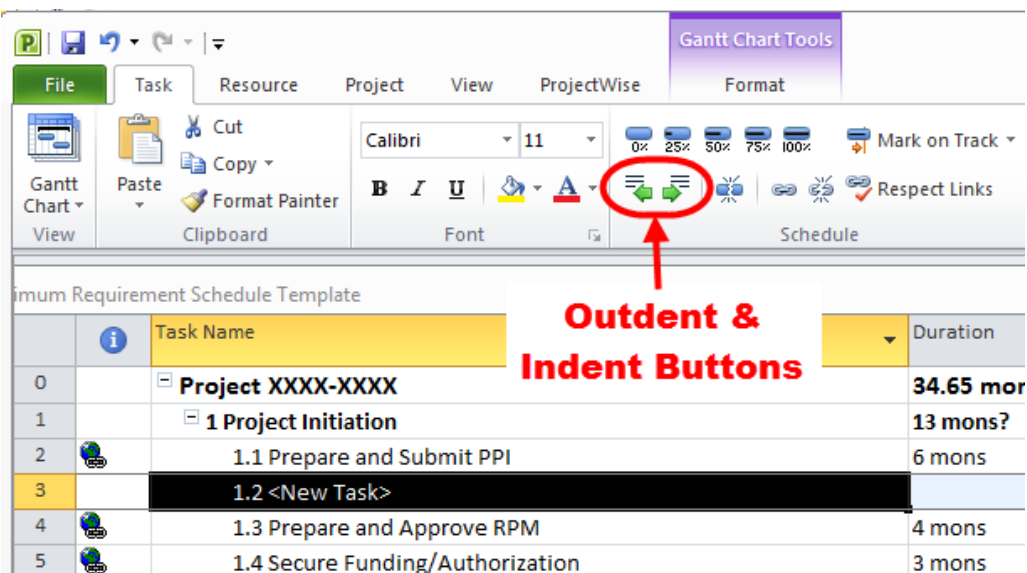 Gantt Chart Tools
File Task Resource Project View ProjectWise Format
Cut
Copy
Format Painter
Gantt Chart
Paste
Calibri 11
B I U A
0% 25% 50% 75% 100%
Mark on Track
Respect Links
View Clipboard Font Schedule
imum Requirement Schedule Template
Outdent &
Indent Buttons
Task Name Duration
0 Project XXXX-XXXX 34.65 mor
1 1 Project Initiation 13 mons?
2 1.1 Prepare and Submit PPI 6 mons
3 1.2 <New Task>
4 1.3 Prepare and Approve RPM 4 mons
5 1.4 Secure Funding/Authorization 3 mons